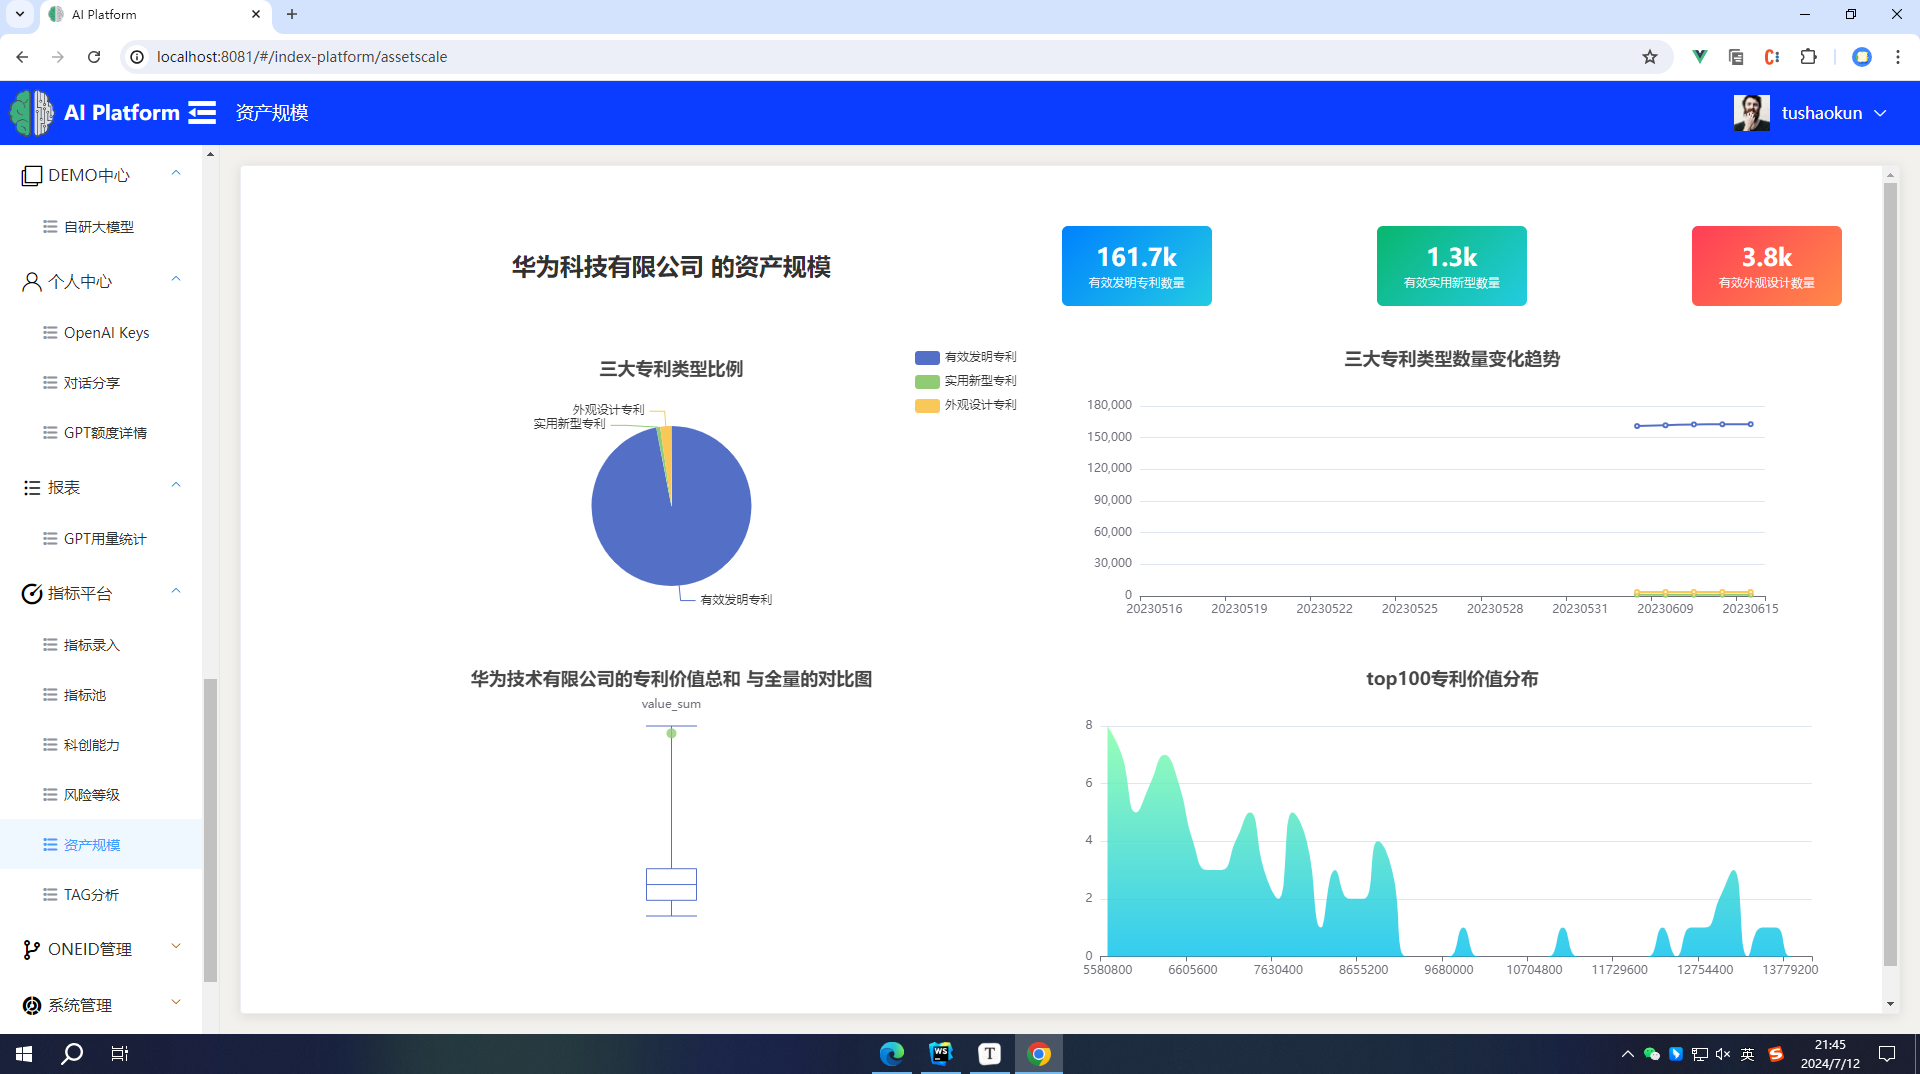 AI Platform
localhost:8081/#/index-platform/assetscale
AI Platform
资产规模
tushaokun
DEMO中心
自研大模型
个人中心
OpenAI Keys
对话分享
GPT额度详情
报表
GPT用量统计
指标平台
指标录入
指标池
科创能力
风险等级
资产规模
TAG分析
ONEID管理
系统管理
华为科技有限公司 的资产规模
161.7k
有效发明专利数量
1.3k
有效实用新型数量
3.8k
有效外观设计数量
三大专利类型比例
有效发明专利
实用新型专利
外观设计专利
外观设计专利
实用新型专利
有效发明专利
三大专利类型数量变化趋势
180,000
150,000
120,000
90,000
60,000
30,000
0
20230516 20230519 20230522 20230525 20230528 20230531 20230609 20230615
华为技术有限公司的专利价值总和 与全量的对比图
value_sum
top100专利价值分布
8
6
4
2
0
5580800 6605600 7630400 8655200 9680000 10704800 11729600 12754400 13779200
WS
T
英
S
21:45
2024/7/12